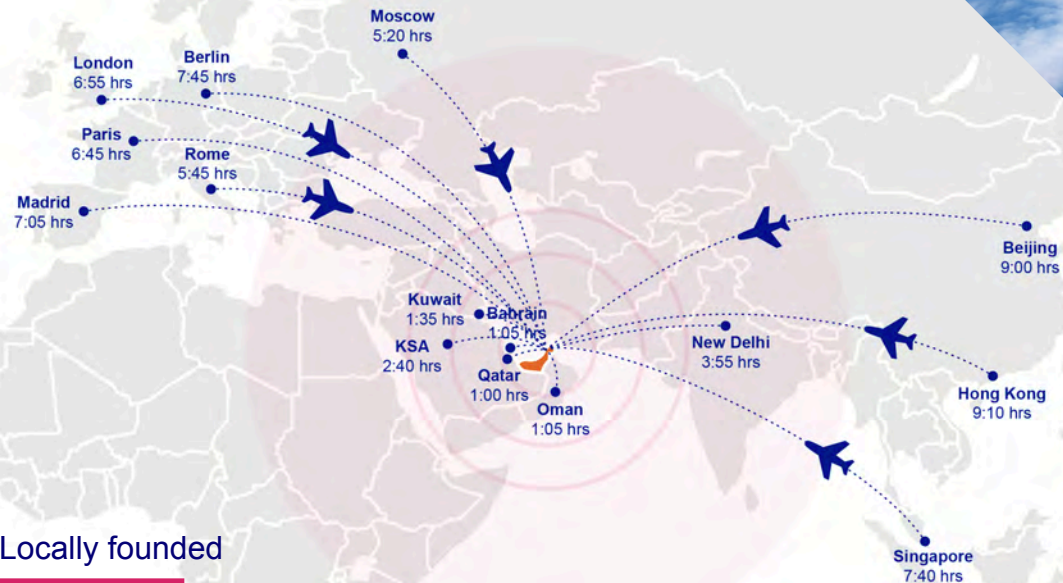 Moscow
5:20 hrs
London
6:55 hrs
Berlin
7:45 hrs
Paris
6:45 hrs
Rome
5:45 hrs
Madrid
7:05 hrs
Beijing
9:00 hrs
Kuwait
1:35 hrs
Bahrain
1:05 hrs
KSA
2:40 hrs
New Delhi
3:55 hrs
Qatar
1:00 hrs
Oman
1:05 hrs
Hong Kong
9:10 hrs
Locally founded
Singapore
7:40 hrs